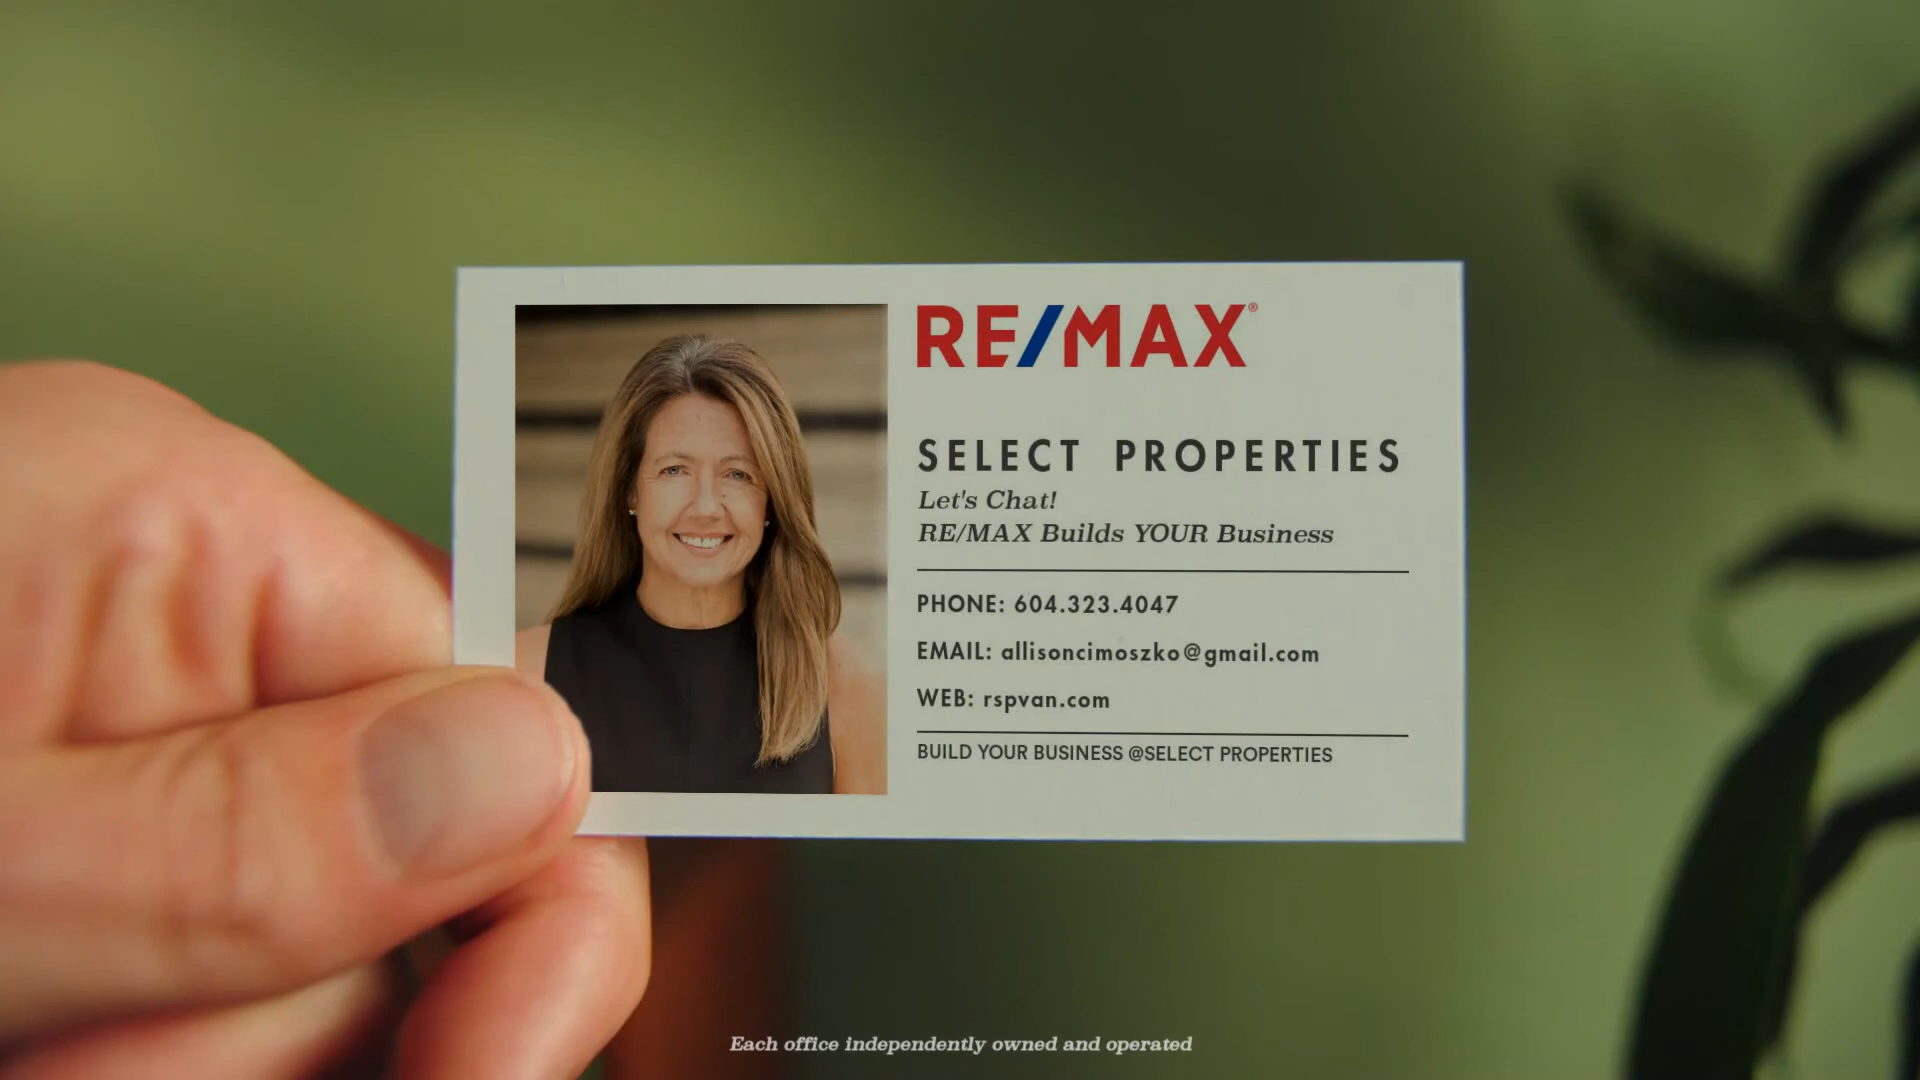 RE/MAX®
SELECT PROPERTIES
Let's Chat!
RE/MAX Builds YOUR Business
PHONE: 604.323.4047
EMAIL: allisoncimoszko@gmail.com
WEB: rspvan.com
BUILD YOUR BUSINESS @SELECT PROPERTIES
Each office independently owned and operated